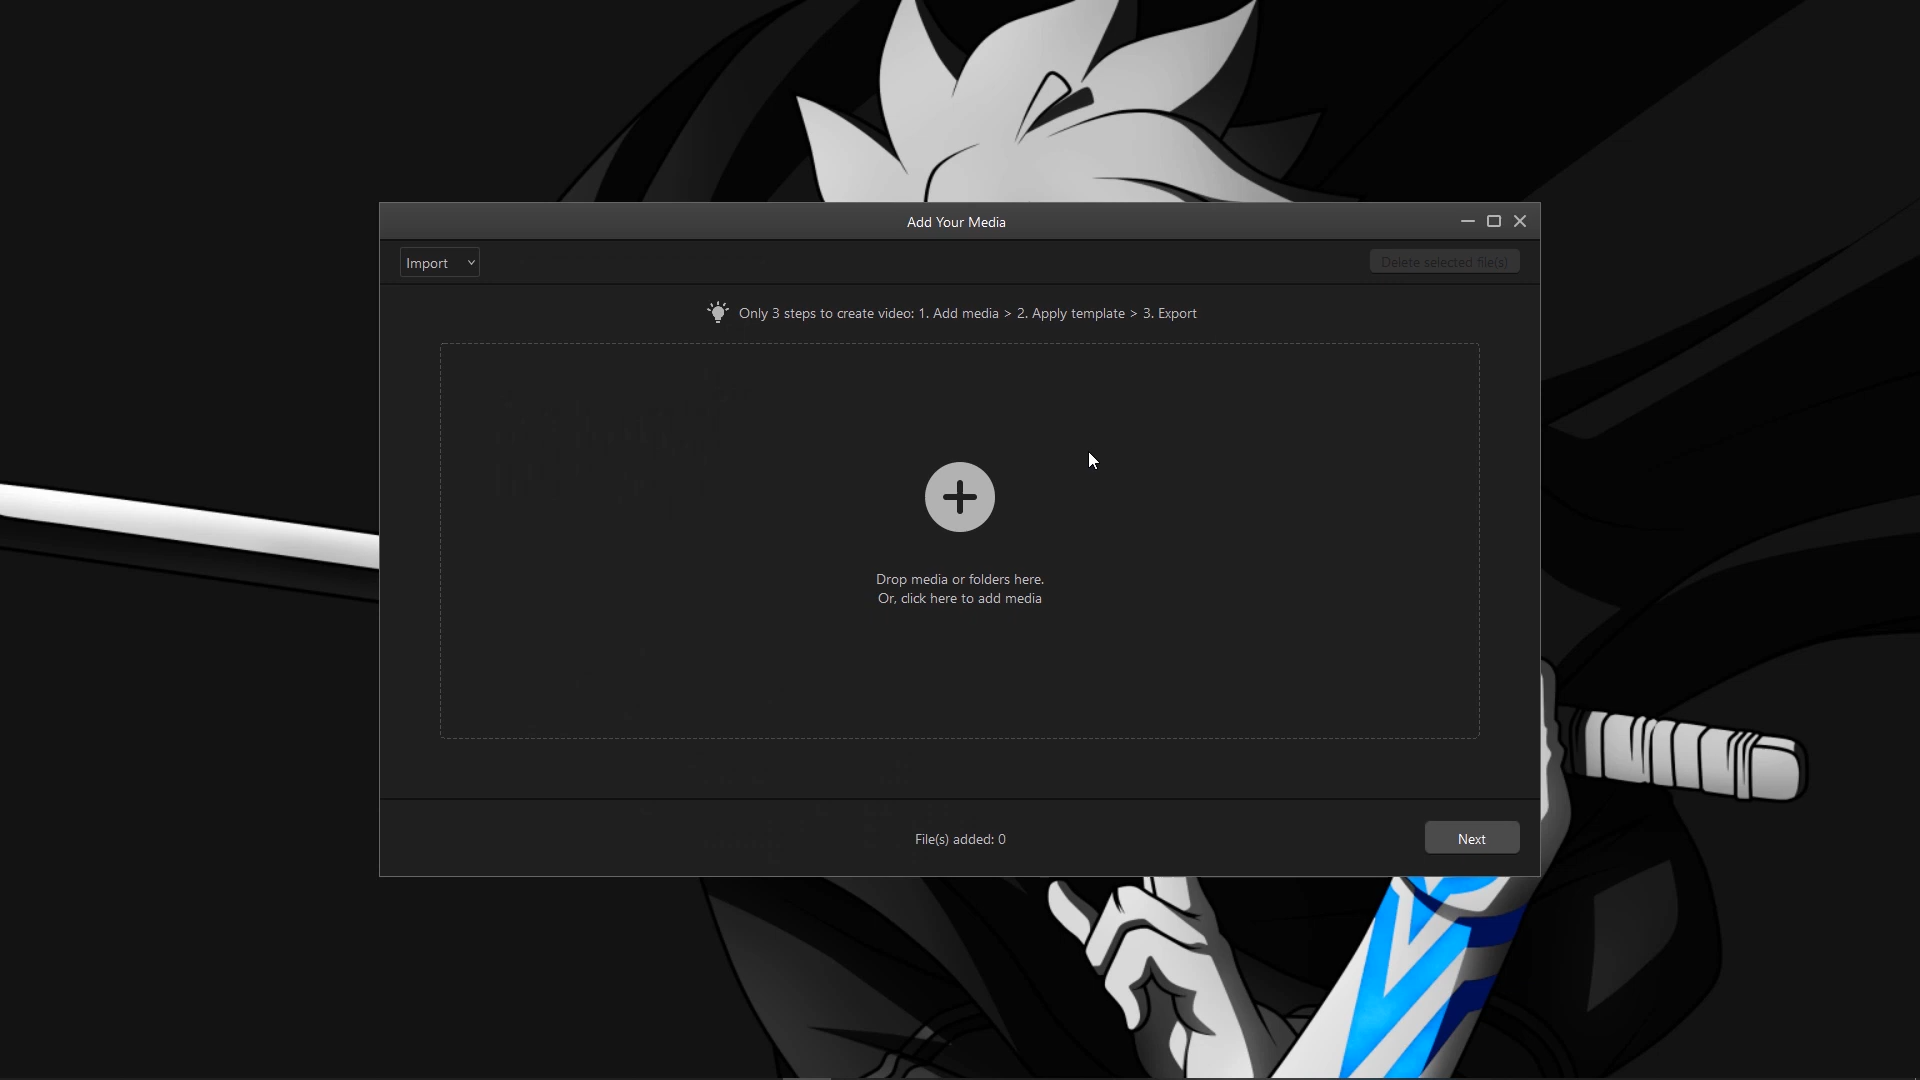 Add Your Media
Import
Delete selected file(s)
Only 3 steps to create video: 1. Add media > 2. Apply template > 3. Export
Drop media or folders here.
Or, click here to add media
File(s) added: 0
Next